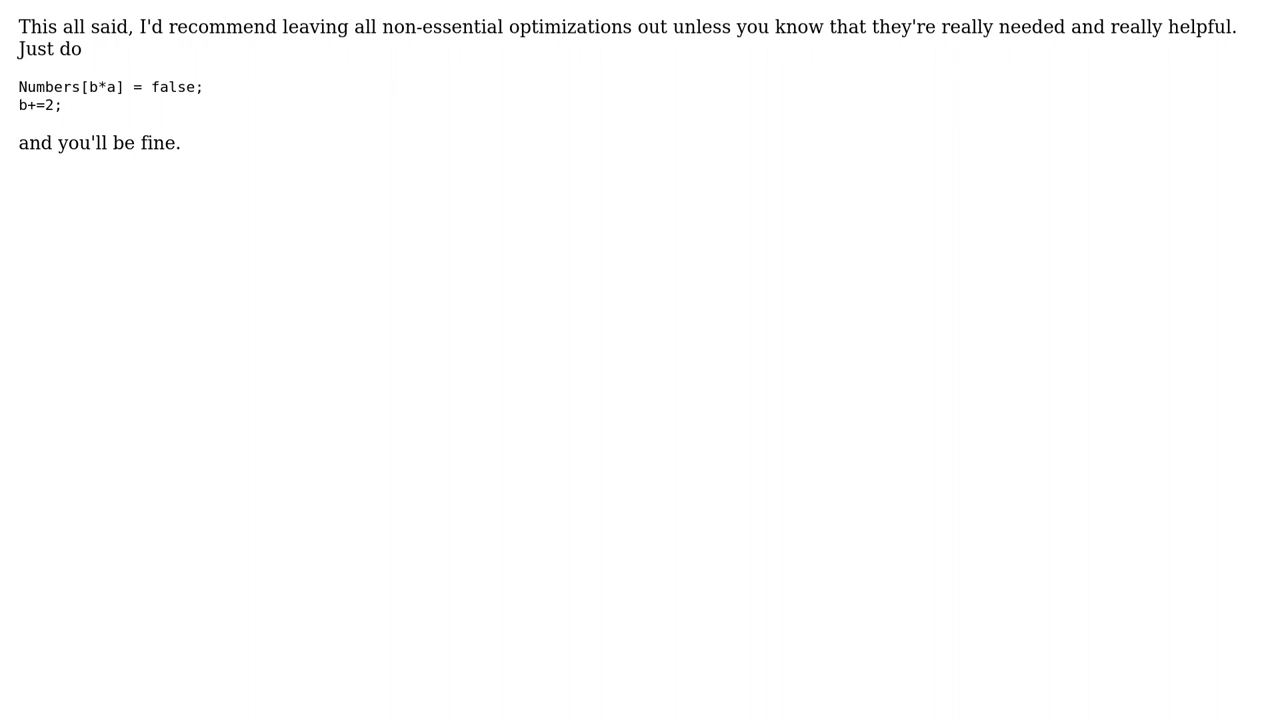 This all said, I'd recommend leaving all non-essential optimizations out unless you know that they're really needed and really helpful.
Just do
Numbers[b*a] = false;
b+=2;
and you'll be fine.